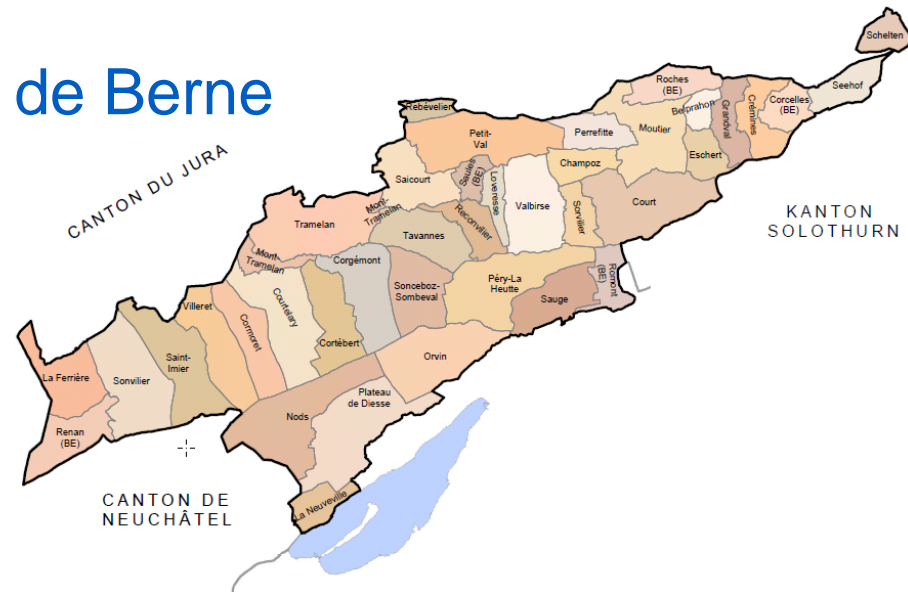 de Berne
CANTON DU JURA
KANTON
SOLOTHURN
CANTON DE
NEUCHÂTEL
Schelten
Seehof
Roches
(BE)
Corcelles
(BE)
Crémines
Grandval
Belprahon
Rebévelier
Petit-
Val
Perrefitte
Moutier
Eschert
Champoz
Saicourt
Saules
(BE)
Loveresse
Valbirse
Sorvilier
Court
Mont-
Tramelan
Tramelan
Tavannes
Reconvilier
Mont-
Tramelan
Corgémont
Sonceboz-
Sombeval
Péry-La
Heutte
Sauge
Romont
(BE)
Villeret
Cormoret
Courtelary
Cortébert
Orvin
La Ferrière
Sonvilier
Saint-
Imier
Renan
(BE)
Nods
Plateau
de Diesse
La Neuveville